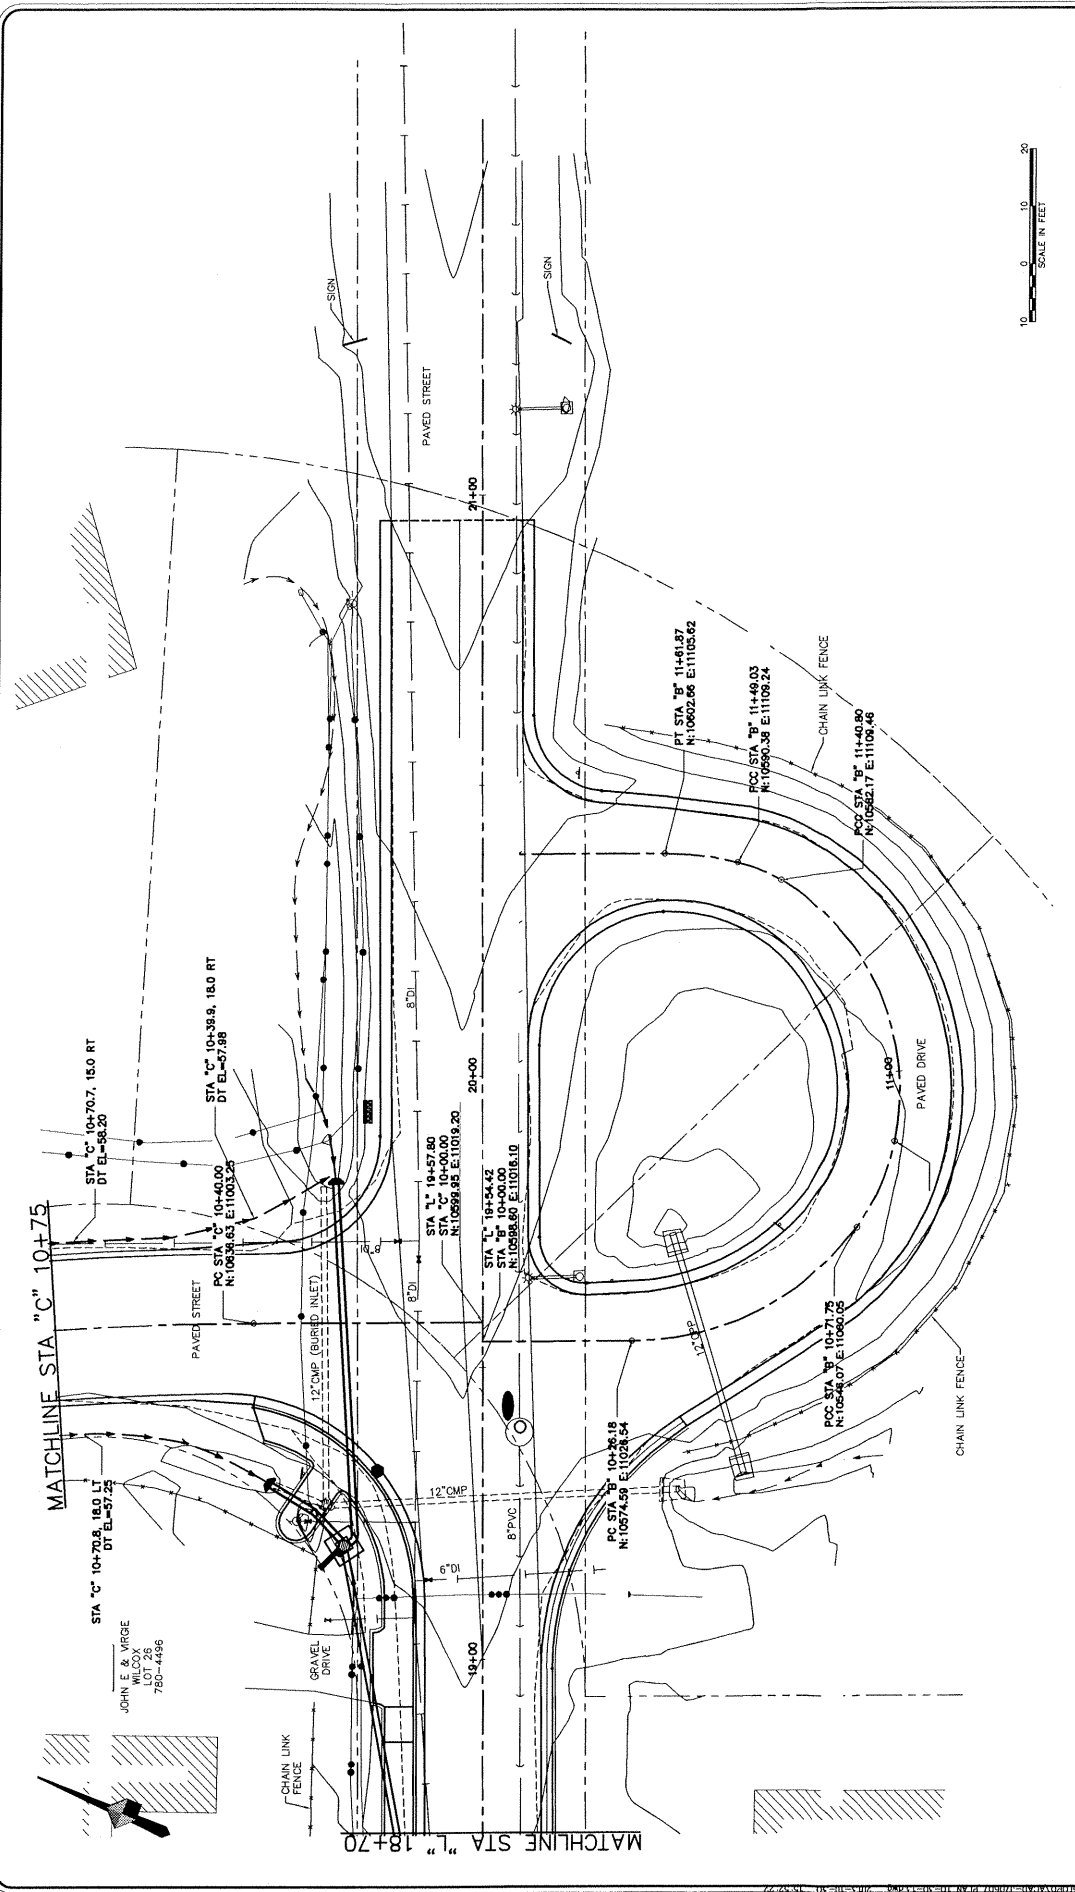 MATCHLINE STA "C" 10+75
STA "C" 10+70.7, 15.0 RT
DT EL=58.20
STA "C" 10+39.9, 18.0 RT
DT EL=57.98
PC STA "C" 10+40.00
N:10638.63 E:11003.25
PAVED STREET
STA "C" 10+70.8, 18.0 LT
DT EL=57.25
JOHN E & VIRGIE
WILCOX
LOT 26
780-4496
CHAIN LINK
FENCE
GRAVEL
DRIVE
12"CMP (BURIED INLET)
8"DI
8"DI
8"DI
SIGN
SIGN
PAVED STREET
19+00
20+00
21+00
STA "L" 19+57.80
STA "C" 10+00.00
N:10599.95 E:11019.20
STA "L" 19+54.42
STA "B" 10+00.00
N:10598.60 E:11016.10
12"CMP
8"PVC
6"DI
PC STA "B" 10+26.18
N:10574.59 E:11026.54
12"CPP
PCC STA "B" 10+71.75
N:10546.07 E:11060.05
11+00
PAVED DRIVE
PCC STA "B" 11+40.80
N:10582.17 E:11109.46
PCC STA "B" 11+49.03
N:10590.38 E:11109.24
PT STA "B" 11+61.87
N:10602.66 E:11105.62
CHAIN LINK FENCE
CHAIN LINK FENCE
MATCHLINE STA "L" 18+70
10 0 10 20
SCALE IN FEET